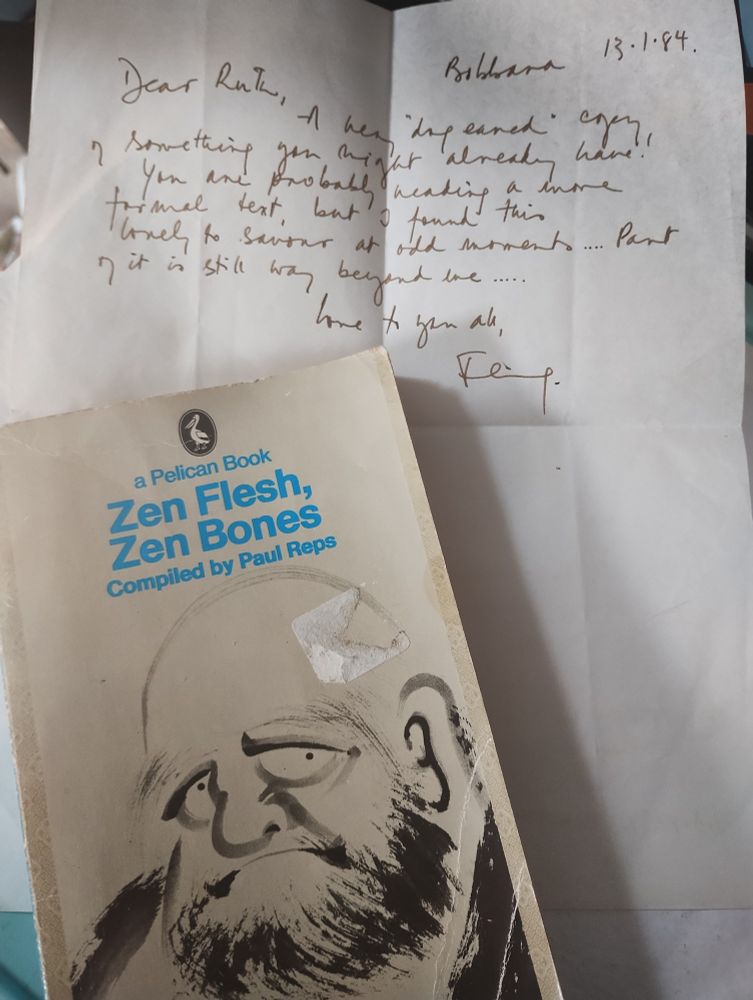 13.1.84.
Dear Ruth,
A very "dog eared" copy,
of something you might already have!
You are probably reading a more
formal text, but I found this
lovely to savour at odd moments .... Part
of it is still way beyond me .....
Love to you all,
a Pelican Book
Zen Flesh,
Zen Bones
Compiled by Paul Reps